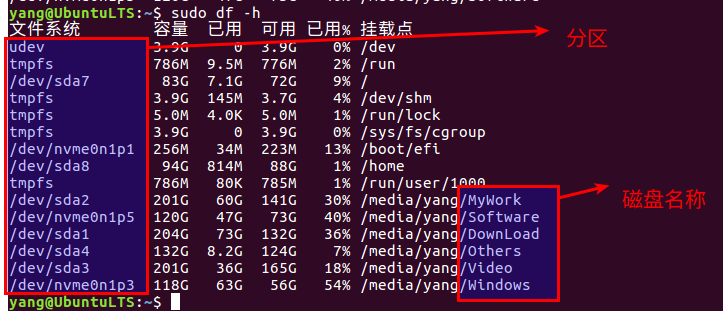 yang@UbuntuLTS:~$ sudo df -h
文件系统 容量 已用 可用 已用% 挂载点
udev 3.9G 0 3.9G 0% /dev
tmpfs 786M 9.5M 776M 2% /run
/dev/sda7 83G 7.1G 72G 9% /
tmpfs 3.9G 145M 3.7G 4% /dev/shm
tmpfs 5.0M 4.0K 5.0M 1% /run/lock
tmpfs 3.9G 0 3.9G 0% /sys/fs/cgroup
/dev/nvme0n1p1 256M 34M 223M 13% /boot/efi
/dev/sda8 94G 814M 88G 1% /home
tmpfs 786M 80K 785M 1% /run/user/1000
/dev/sda2 201G 60G 141G 30% /media/yang/MyWork
/dev/nvme0n1p5 120G 47G 73G 40% /media/yang/Software
/dev/sda1 204G 73G 132G 36% /media/yang/DownLoad
/dev/sda4 132G 8.2G 124G 7% /media/yang/Others
/dev/sda3 201G 36G 165G 18% /media/yang/Video
/dev/nvme0n1p3 118G 63G 56G 54% /media/yang/Windows
yang@UbuntuLTS:~$
分区
磁盘名称